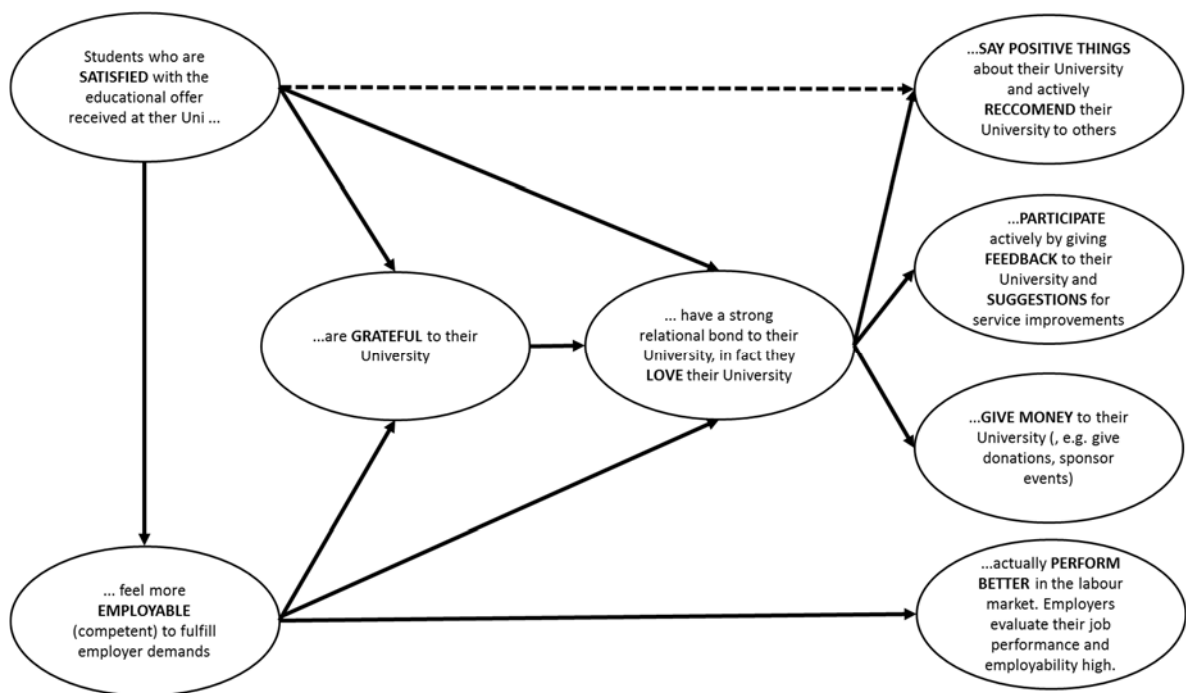 Students who are
SATISFIED with the
educational offer
received at ther Uni ...
...SAY POSITIVE THINGS
about their University
and actively
RECCOMEND their
University to others
...PARTICIPATE
actively by giving
FEEDBACK to their
University and
SUGGESTIONS for
service improvements
...are GRATEFUL to their
University
... have a strong
relational bond to their
University, in fact they
LOVE their University
...GIVE MONEY to their
University (, e.g. give
donations, sponsor
events)
... feel more
EMPLOYABLE
(competent) to fulfill
employer demands
...actually PERFORM
BETTER in the labour
market. Employers
evaluate their job
performance and
employability high.